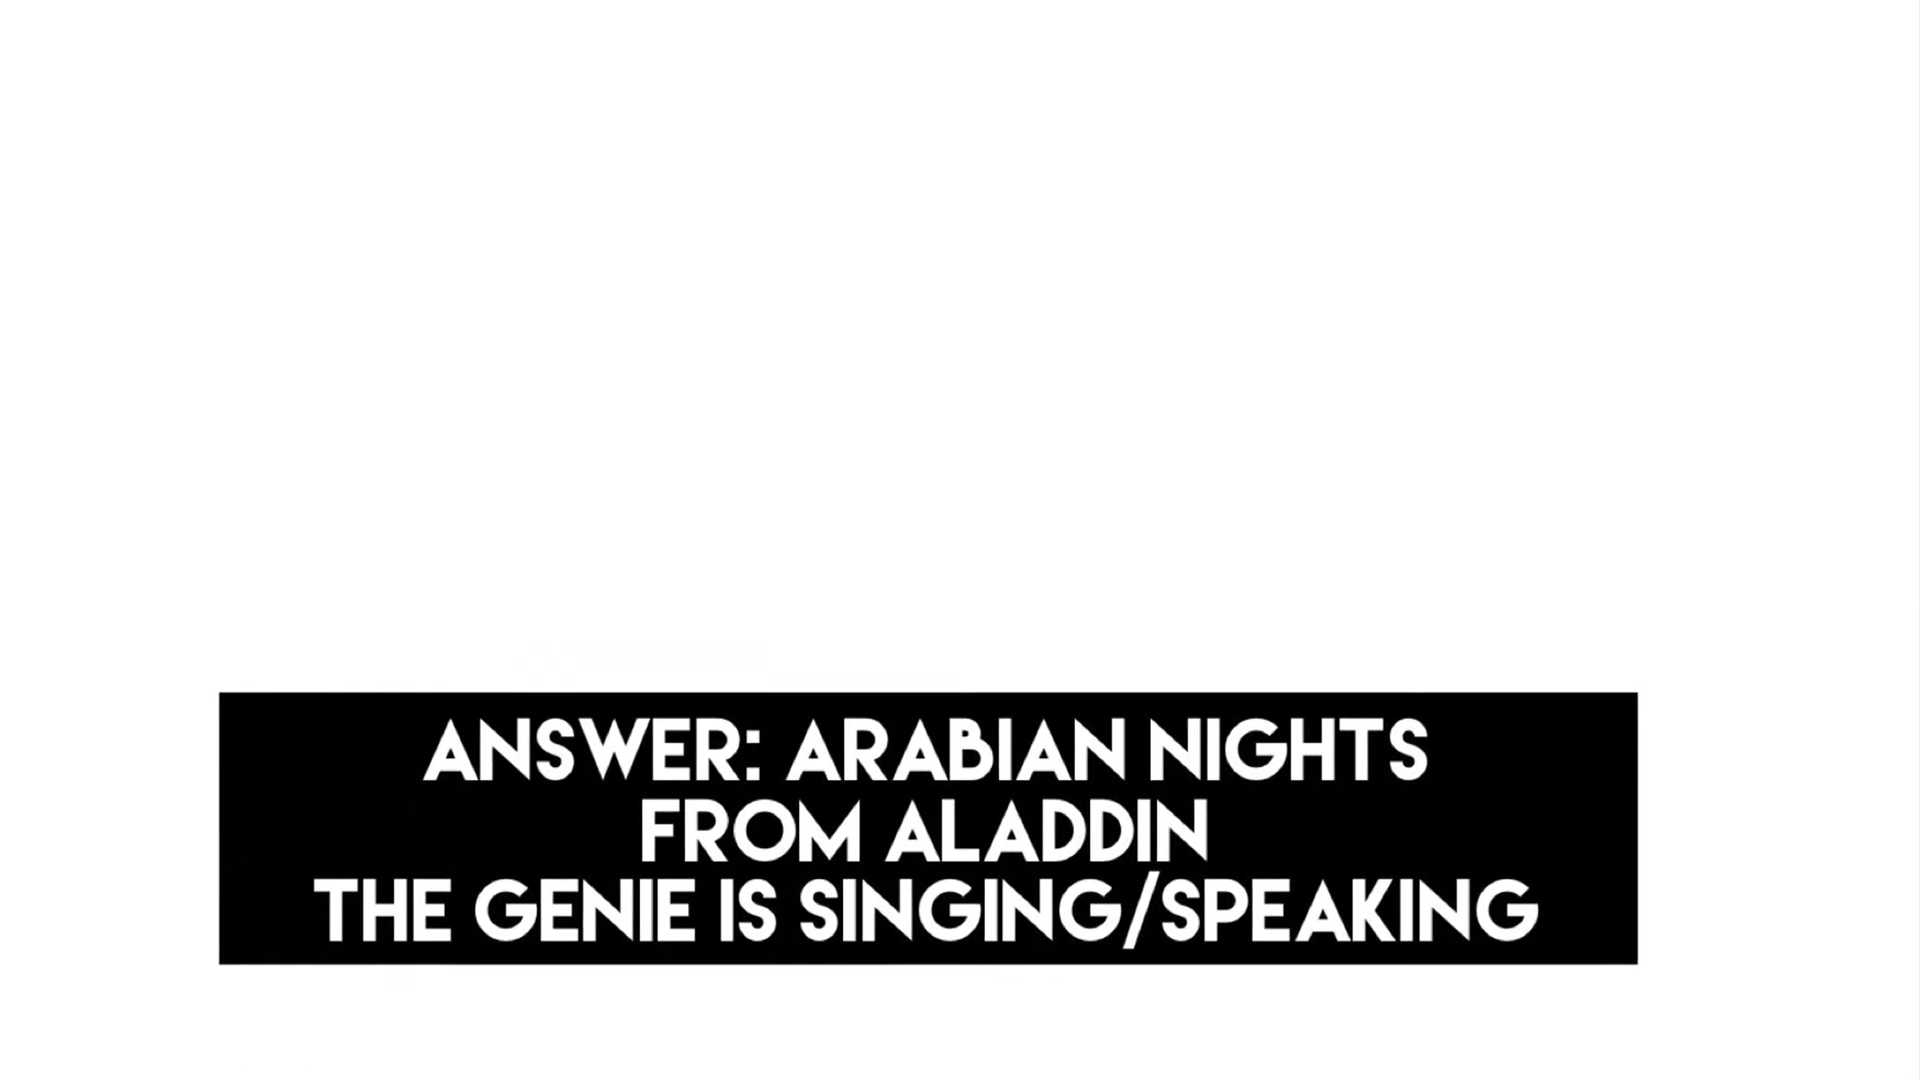 ANSWER: ARABIAN NIGHTS
FROM ALADDIN
THE GENIE IS SINGING/SPEAKING